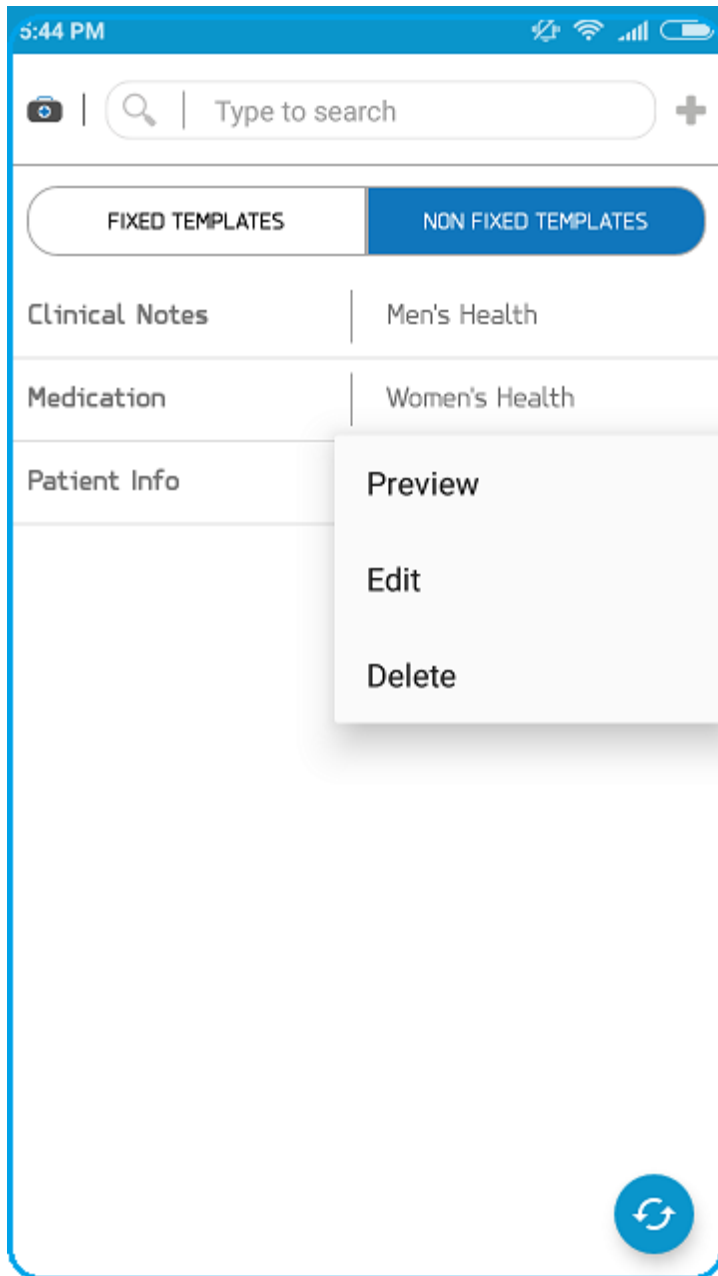 5:44 PM
Type to search
FIXED TEMPLATES NON FIXED TEMPLATES
Clinical Notes Men's Health
Medication Women's Health
Patient Info
Preview
Edit
Delete